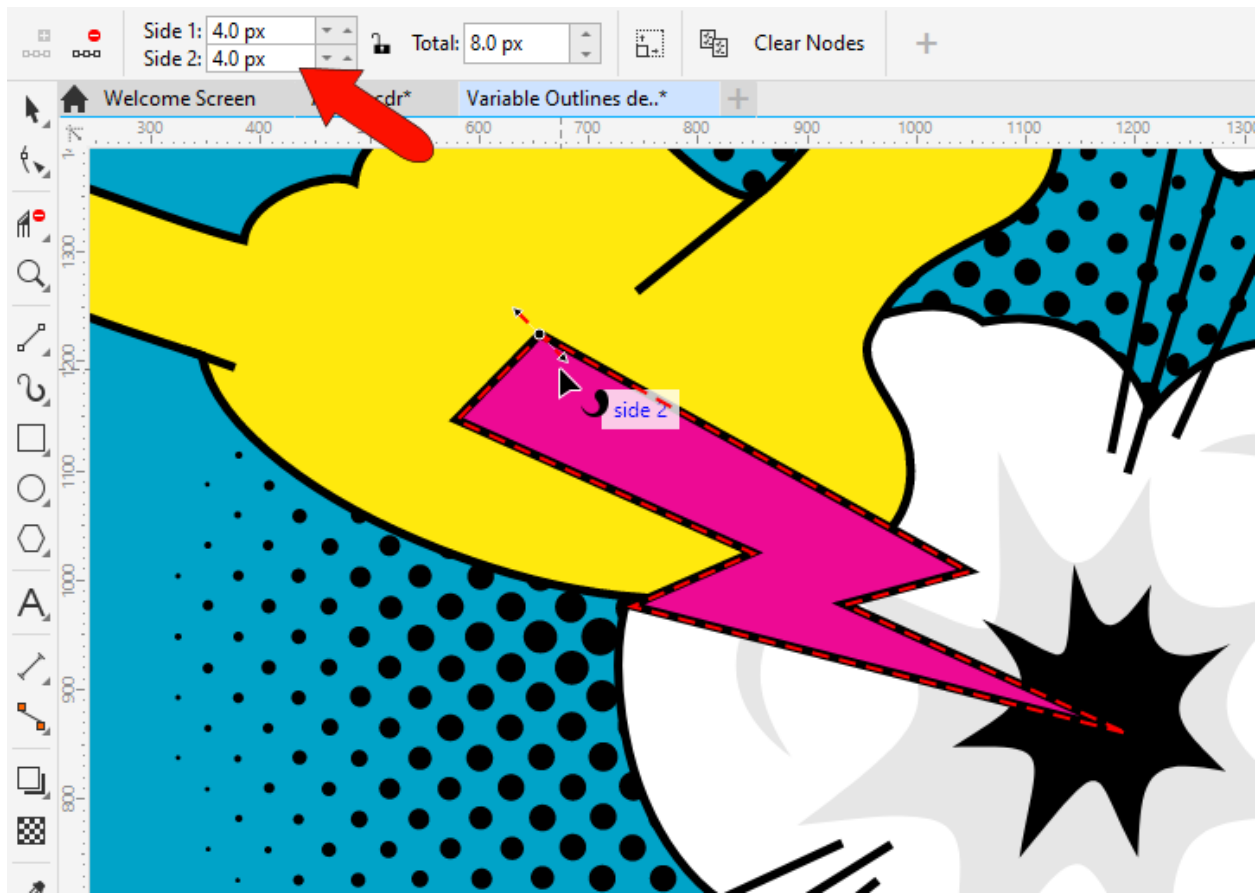 Side 1: 4.0 px
Side 2: 4.0 px
Total: 8.0 px
Clear Nodes
Welcome Screen
cdr*
Variable Outlines de..*
300 400 600 700 800 900 1000 1100 1200 1300
1300
1200
1100
1000
900
800
side 2